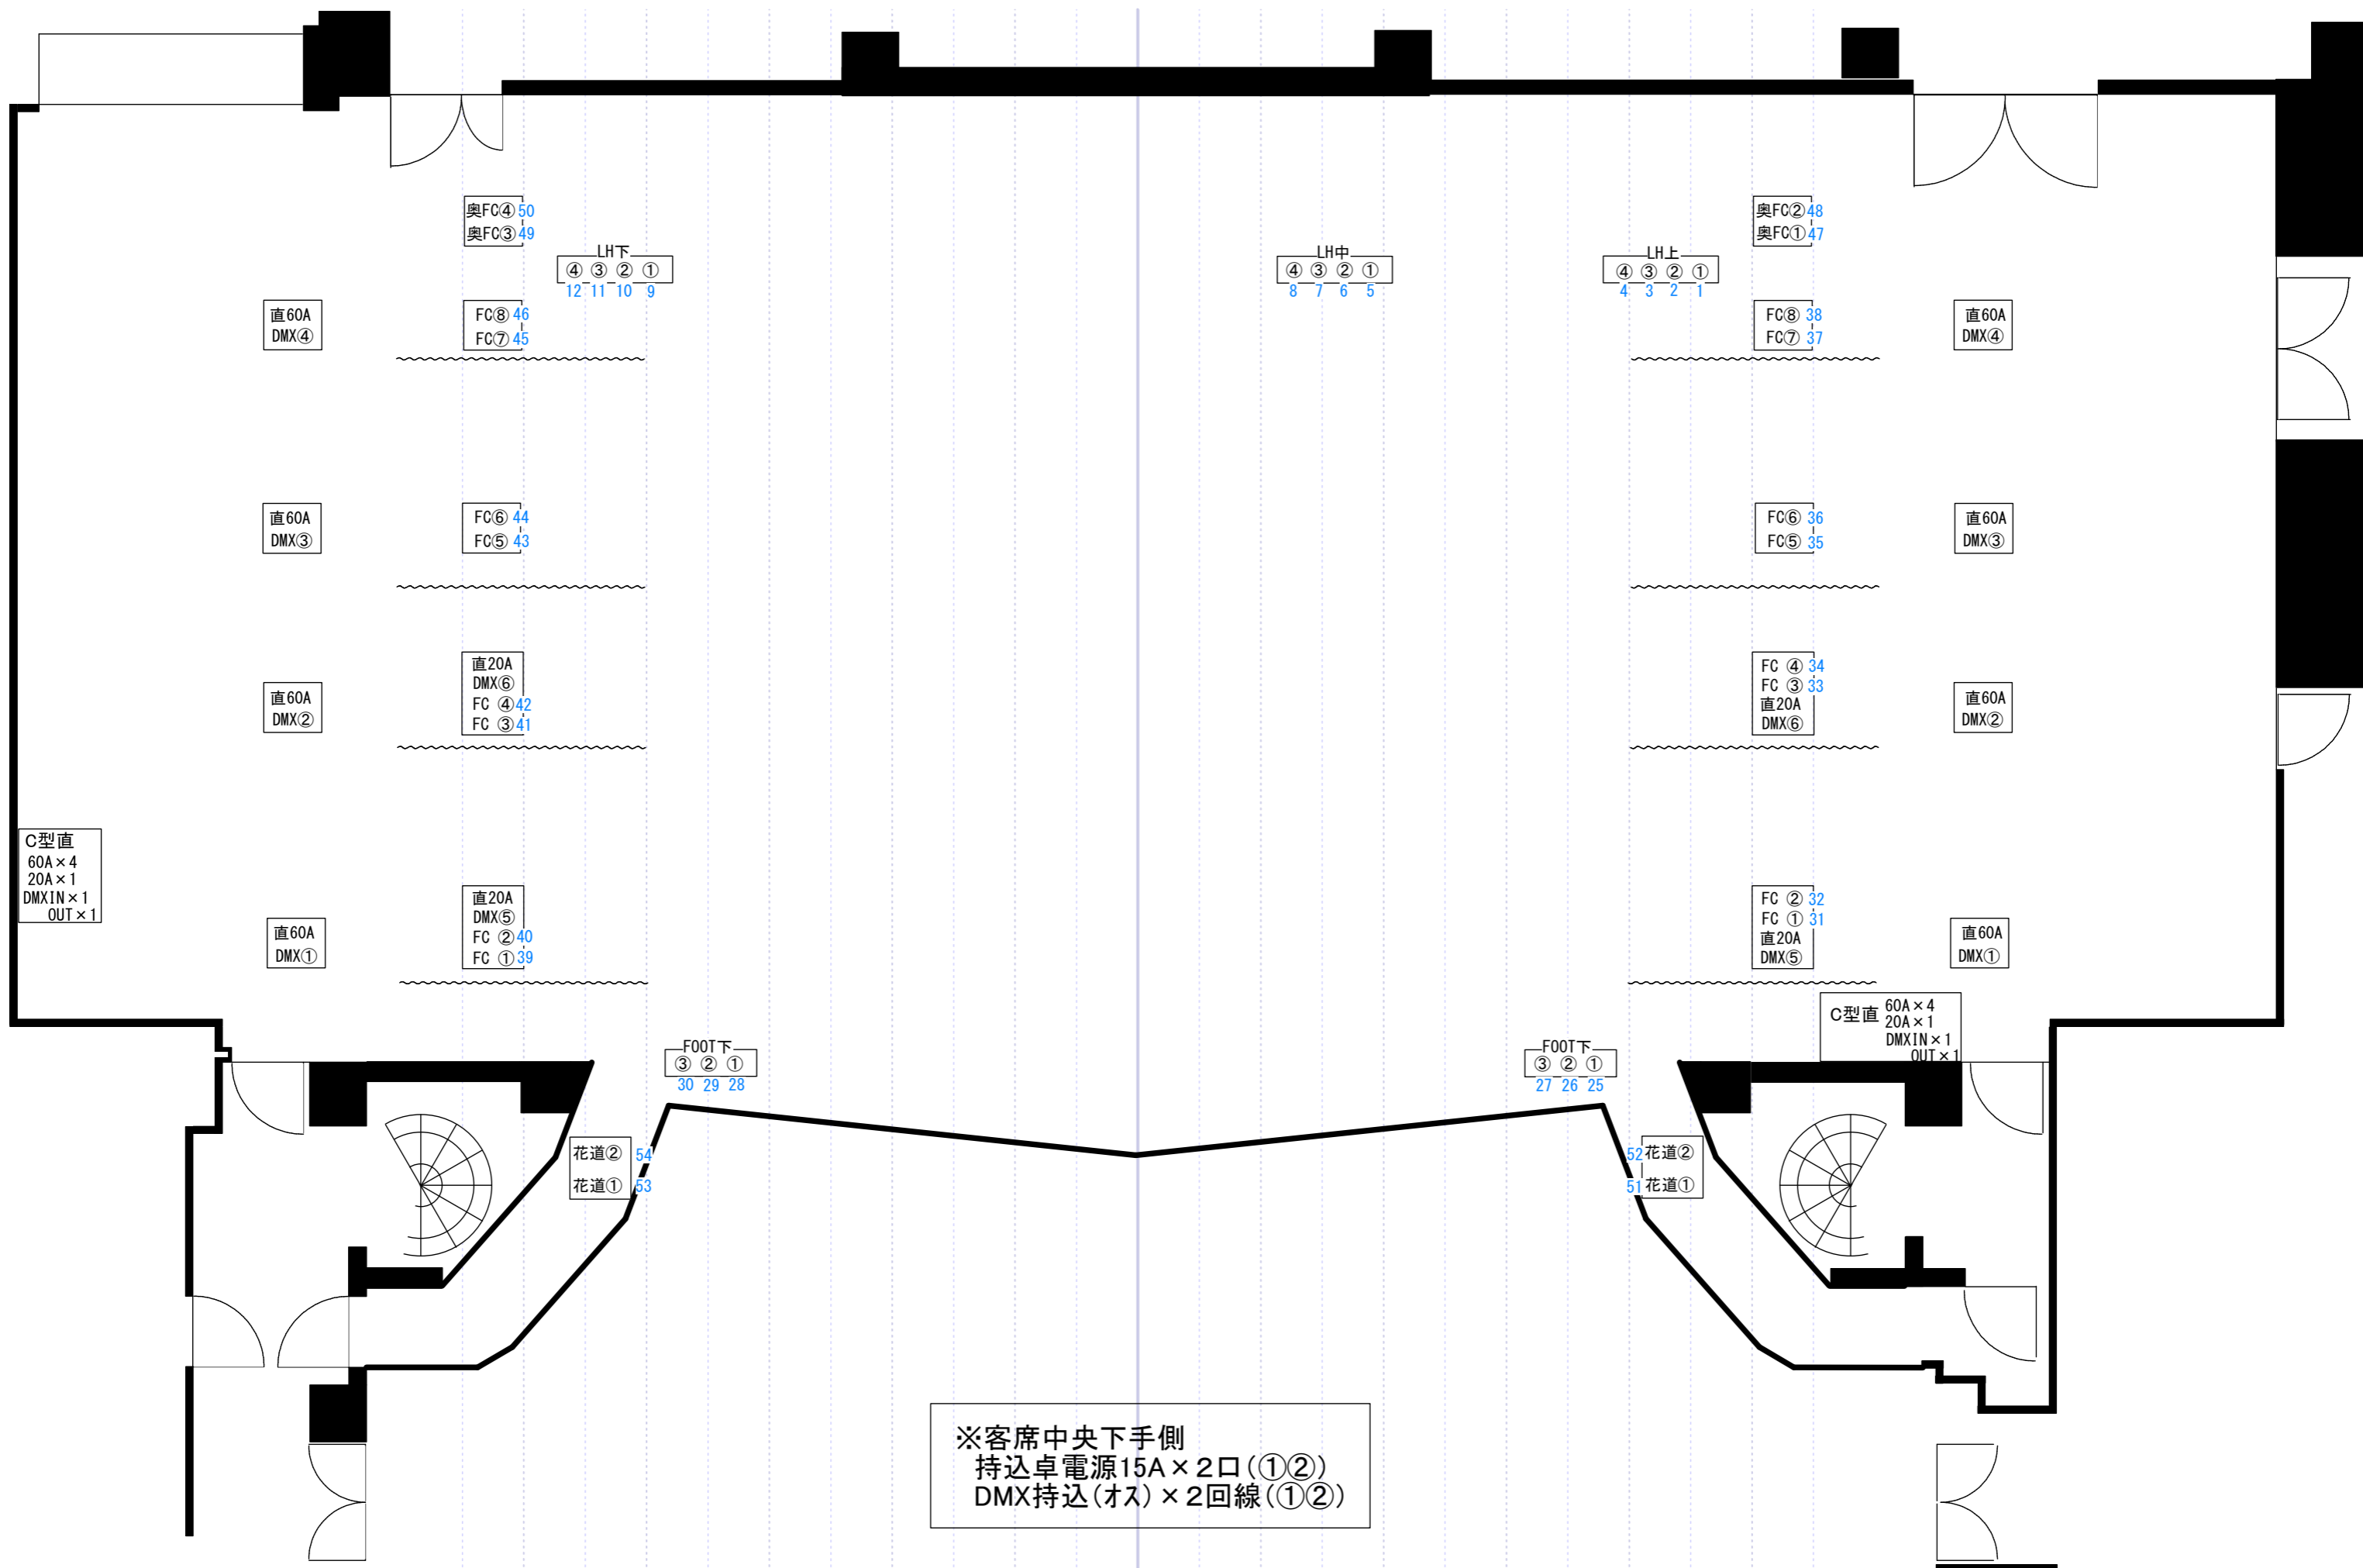 奥FC④50
奥FC③49
奥FC②48
奥FC①47
LH下
④ ③ ② ①
12 11 10 9
LH中
④ ③ ② ①
8 7 6 5
LH上
④ ③ ② ①
4 3 2 1
直60A
DMX④
FC⑧ 46
FC⑦ 45
FC⑧ 38
FC⑦ 37
直60A
DMX④
直60A
DMX③
FC⑥ 44
FC⑤ 43
FC⑥ 36
FC⑤ 35
直60A
DMX③
直60A
DMX②
直20A
DMX⑥
FC ④42
FC ③41
FC ④ 34
FC ③ 33
直20A
DMX⑥
直60A
DMX②
C型直
60A×4
20A×1
DMXIN×1
OUT×1
直60A
DMX①
直20A
DMX⑤
FC ②40
FC ①39
FC ② 32
FC ① 31
直20A
DMX⑤
直60A
DMX①
C型直 60A×4
20A×1
DMXIN×1
OUT×1
FOOT下
③ ② ①
30 29 28
FOOT下
③ ② ①
27 26 25
花道② 54
花道① 53
52 花道②
51 花道①
※客席中央下手側
持込卓電源15A×2口(①②)
DMX持込(オス)×2回線(①②)